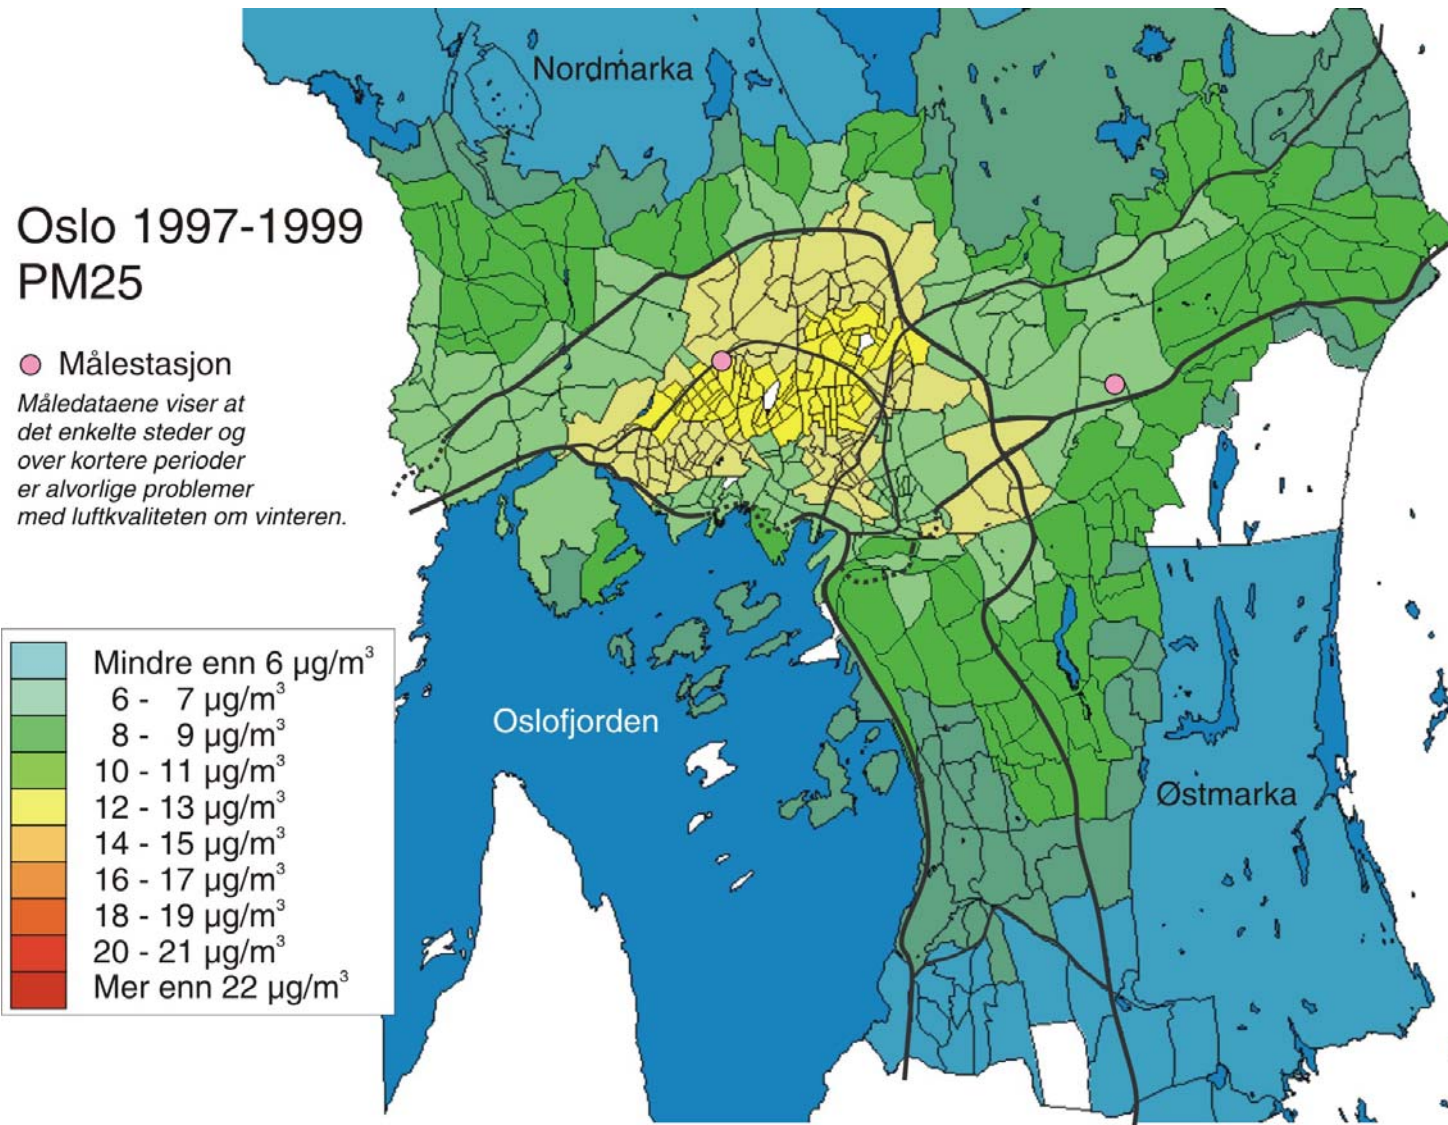 Nordmarka
Oslo 1997-1999
PM25
Målestasjon
Måledataene viser at
det enkelte steder og
over kortere perioder
er alvorlige problemer
med luftkvaliteten om vinteren.
Mindre enn 6 µg/m³
6 - 7 µg/m³
8 - 9 µg/m³
10 - 11 µg/m³
12 - 13 µg/m³
14 - 15 µg/m³
16 - 17 µg/m³
18 - 19 µg/m³
20 - 21 µg/m³
Mer enn 22 µg/m³
Oslofjorden
Østmarka